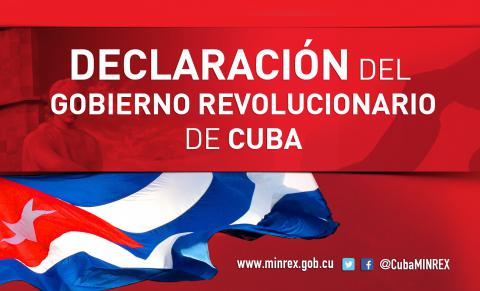 DECLARACIÓN DEL
GOBIERNO REVOLUCIONARIO
DE CUBA
www.minrex.gob.cu @CubaMINREX